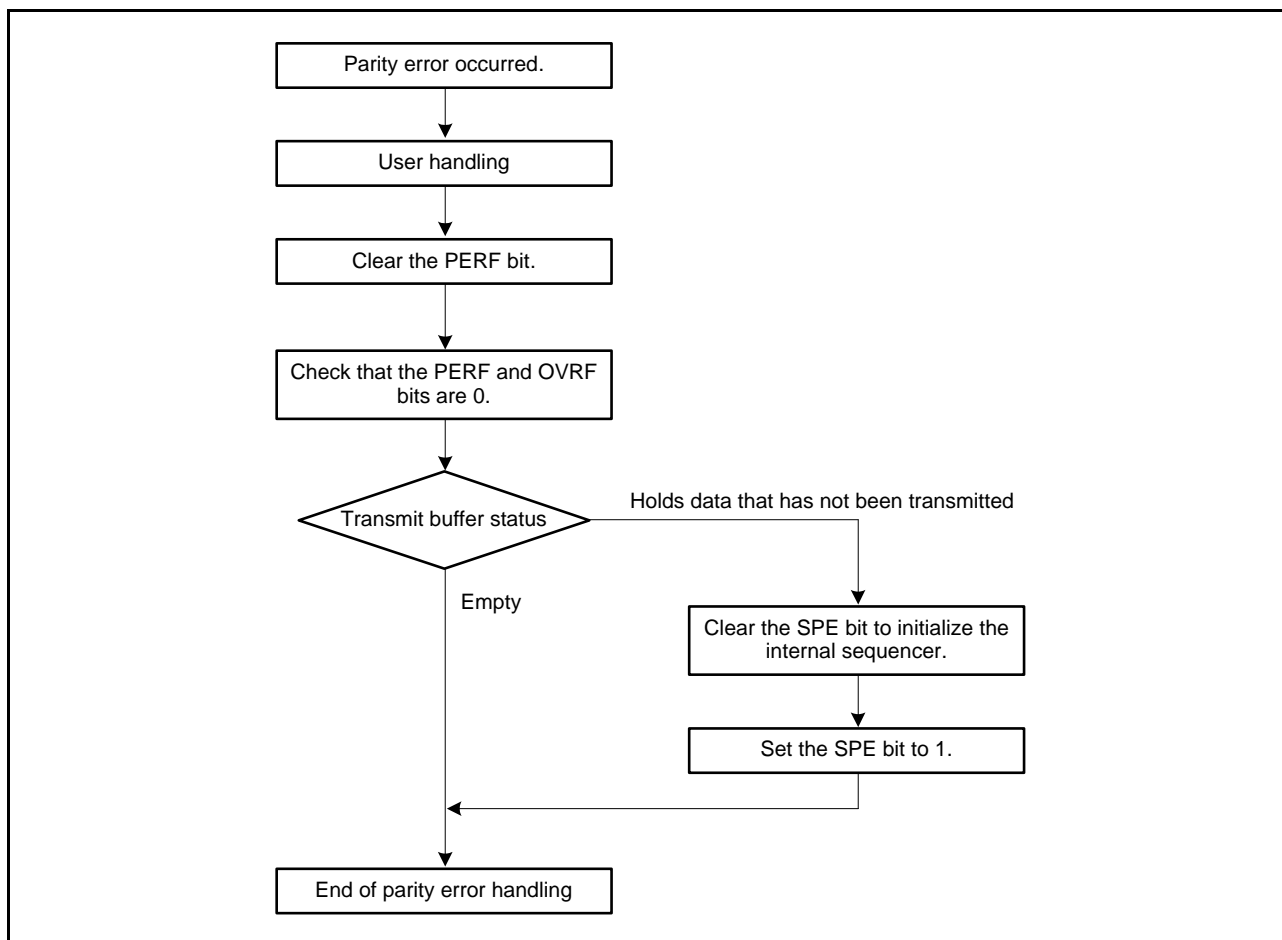 Parity error occurred.
User handling
Clear the PERF bit.
Check that the PERF and OVRF
bits are 0.
Transmit buffer status
Holds data that has not been transmitted
Empty
Clear the SPE bit to initialize the
internal sequencer.
Set the SPE bit to 1.
End of parity error handling